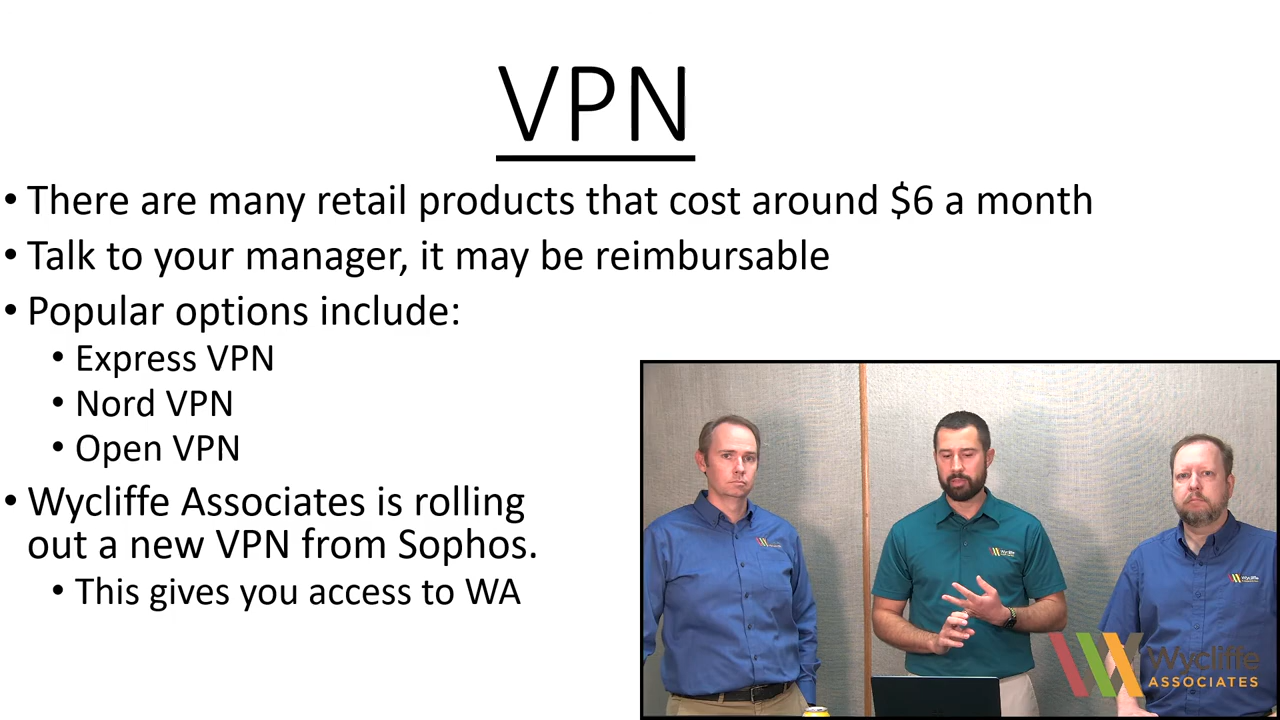 VPN
• There are many retail products that cost around $6 a month
• Talk to your manager, it may be reimbursable
• Popular options include:
• Express VPN
• Nord VPN
• Open VPN
• Wycliffe Associates is rolling
out a new VPN from Sophos.
• This gives you access to WA
Wycliffe
ASSOCIATES